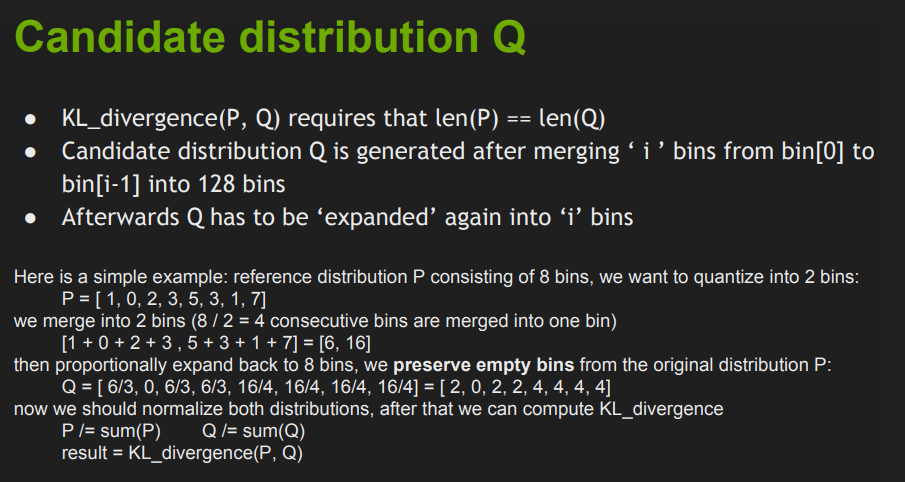 Candidate distribution Q
● KL_divergence(P, Q) requires that len(P) == len(Q)
● Candidate distribution Q is generated after merging ‘ i ’ bins from bin[0] to
bin[i-1] into 128 bins
● Afterwards Q has to be ‘expanded’ again into ‘i’ bins
Here is a simple example: reference distribution P consisting of 8 bins, we want to quantize into 2 bins:
P = [ 1, 0, 2, 3, 5, 3, 1, 7]
we merge into 2 bins (8 / 2 = 4 consecutive bins are merged into one bin)
[1 + 0 + 2 + 3 , 5 + 3 + 1 + 7] = [6, 16]
then proportionally expand back to 8 bins, we preserve empty bins from the original distribution P:
Q = [ 6/3, 0, 6/3, 6/3, 16/4, 16/4, 16/4, 16/4] = [ 2, 0, 2, 2, 4, 4, 4, 4]
now we should normalize both distributions, after that we can compute KL_divergence
P /= sum(P) Q /= sum(Q)
result = KL_divergence(P, Q)